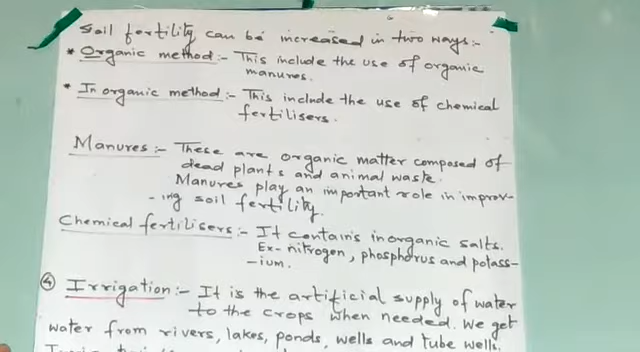 Soil fertility can be increased in two ways:-
* Organic method:- This include the use of organic
manures.
* In organic method:- This include the use of chemical
fertilisers.
Manures:- These are organic matter composed of
dead plants and animal waste.
Manures play an important role in improv-
-ing soil fertility.
Chemical fertilisers:- It contains inorganic salts.
Ex- nitrogen, phosphorus and potass-
-ium.
④ Irrigation:- It is the artificial supply of water
to the crops when needed. We get
water from rivers, lakes, ponds, wells and tube wells.